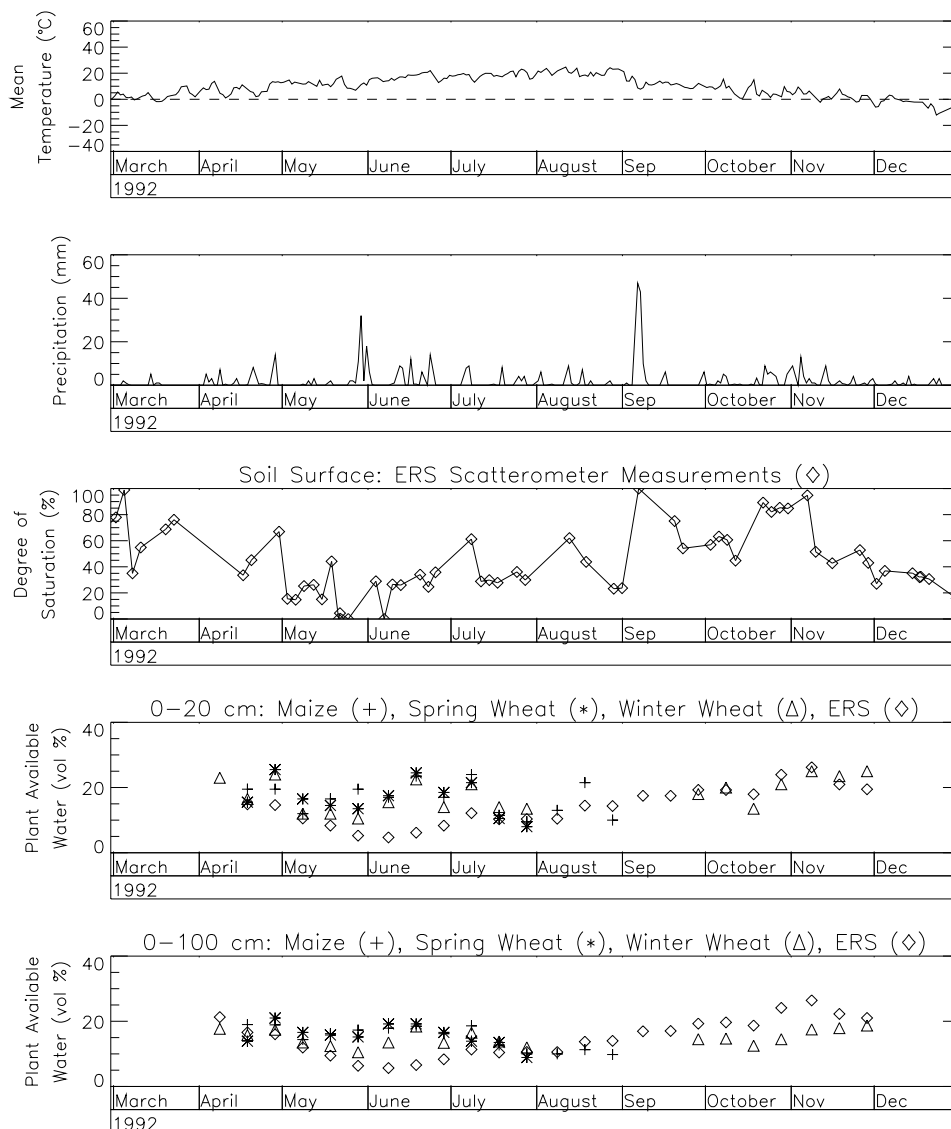 Mean
Temperature (°C)
60
40
20
0
−20
−40
March April May June July August Sep October Nov Dec
1992
Precipitation (mm)
60
40
20
0
March April May June July August Sep October Nov Dec
1992
Soil Surface: ERS Scatterometer Measurements (◇)
Degree of
Saturation (%)
100
80
60
40
20
0
March April May June July August Sep October Nov Dec
1992
0−20 cm: Maize (+), Spring Wheat (*), Winter Wheat (△), ERS (◇)
Plant Available
Water (vol %)
40
20
0
March April May June July August Sep October Nov Dec
1992
0−100 cm: Maize (+), Spring Wheat (*), Winter Wheat (△), ERS (◇)
Plant Available
Water (vol %)
40
20
0
March April May June July August Sep October Nov Dec
1992